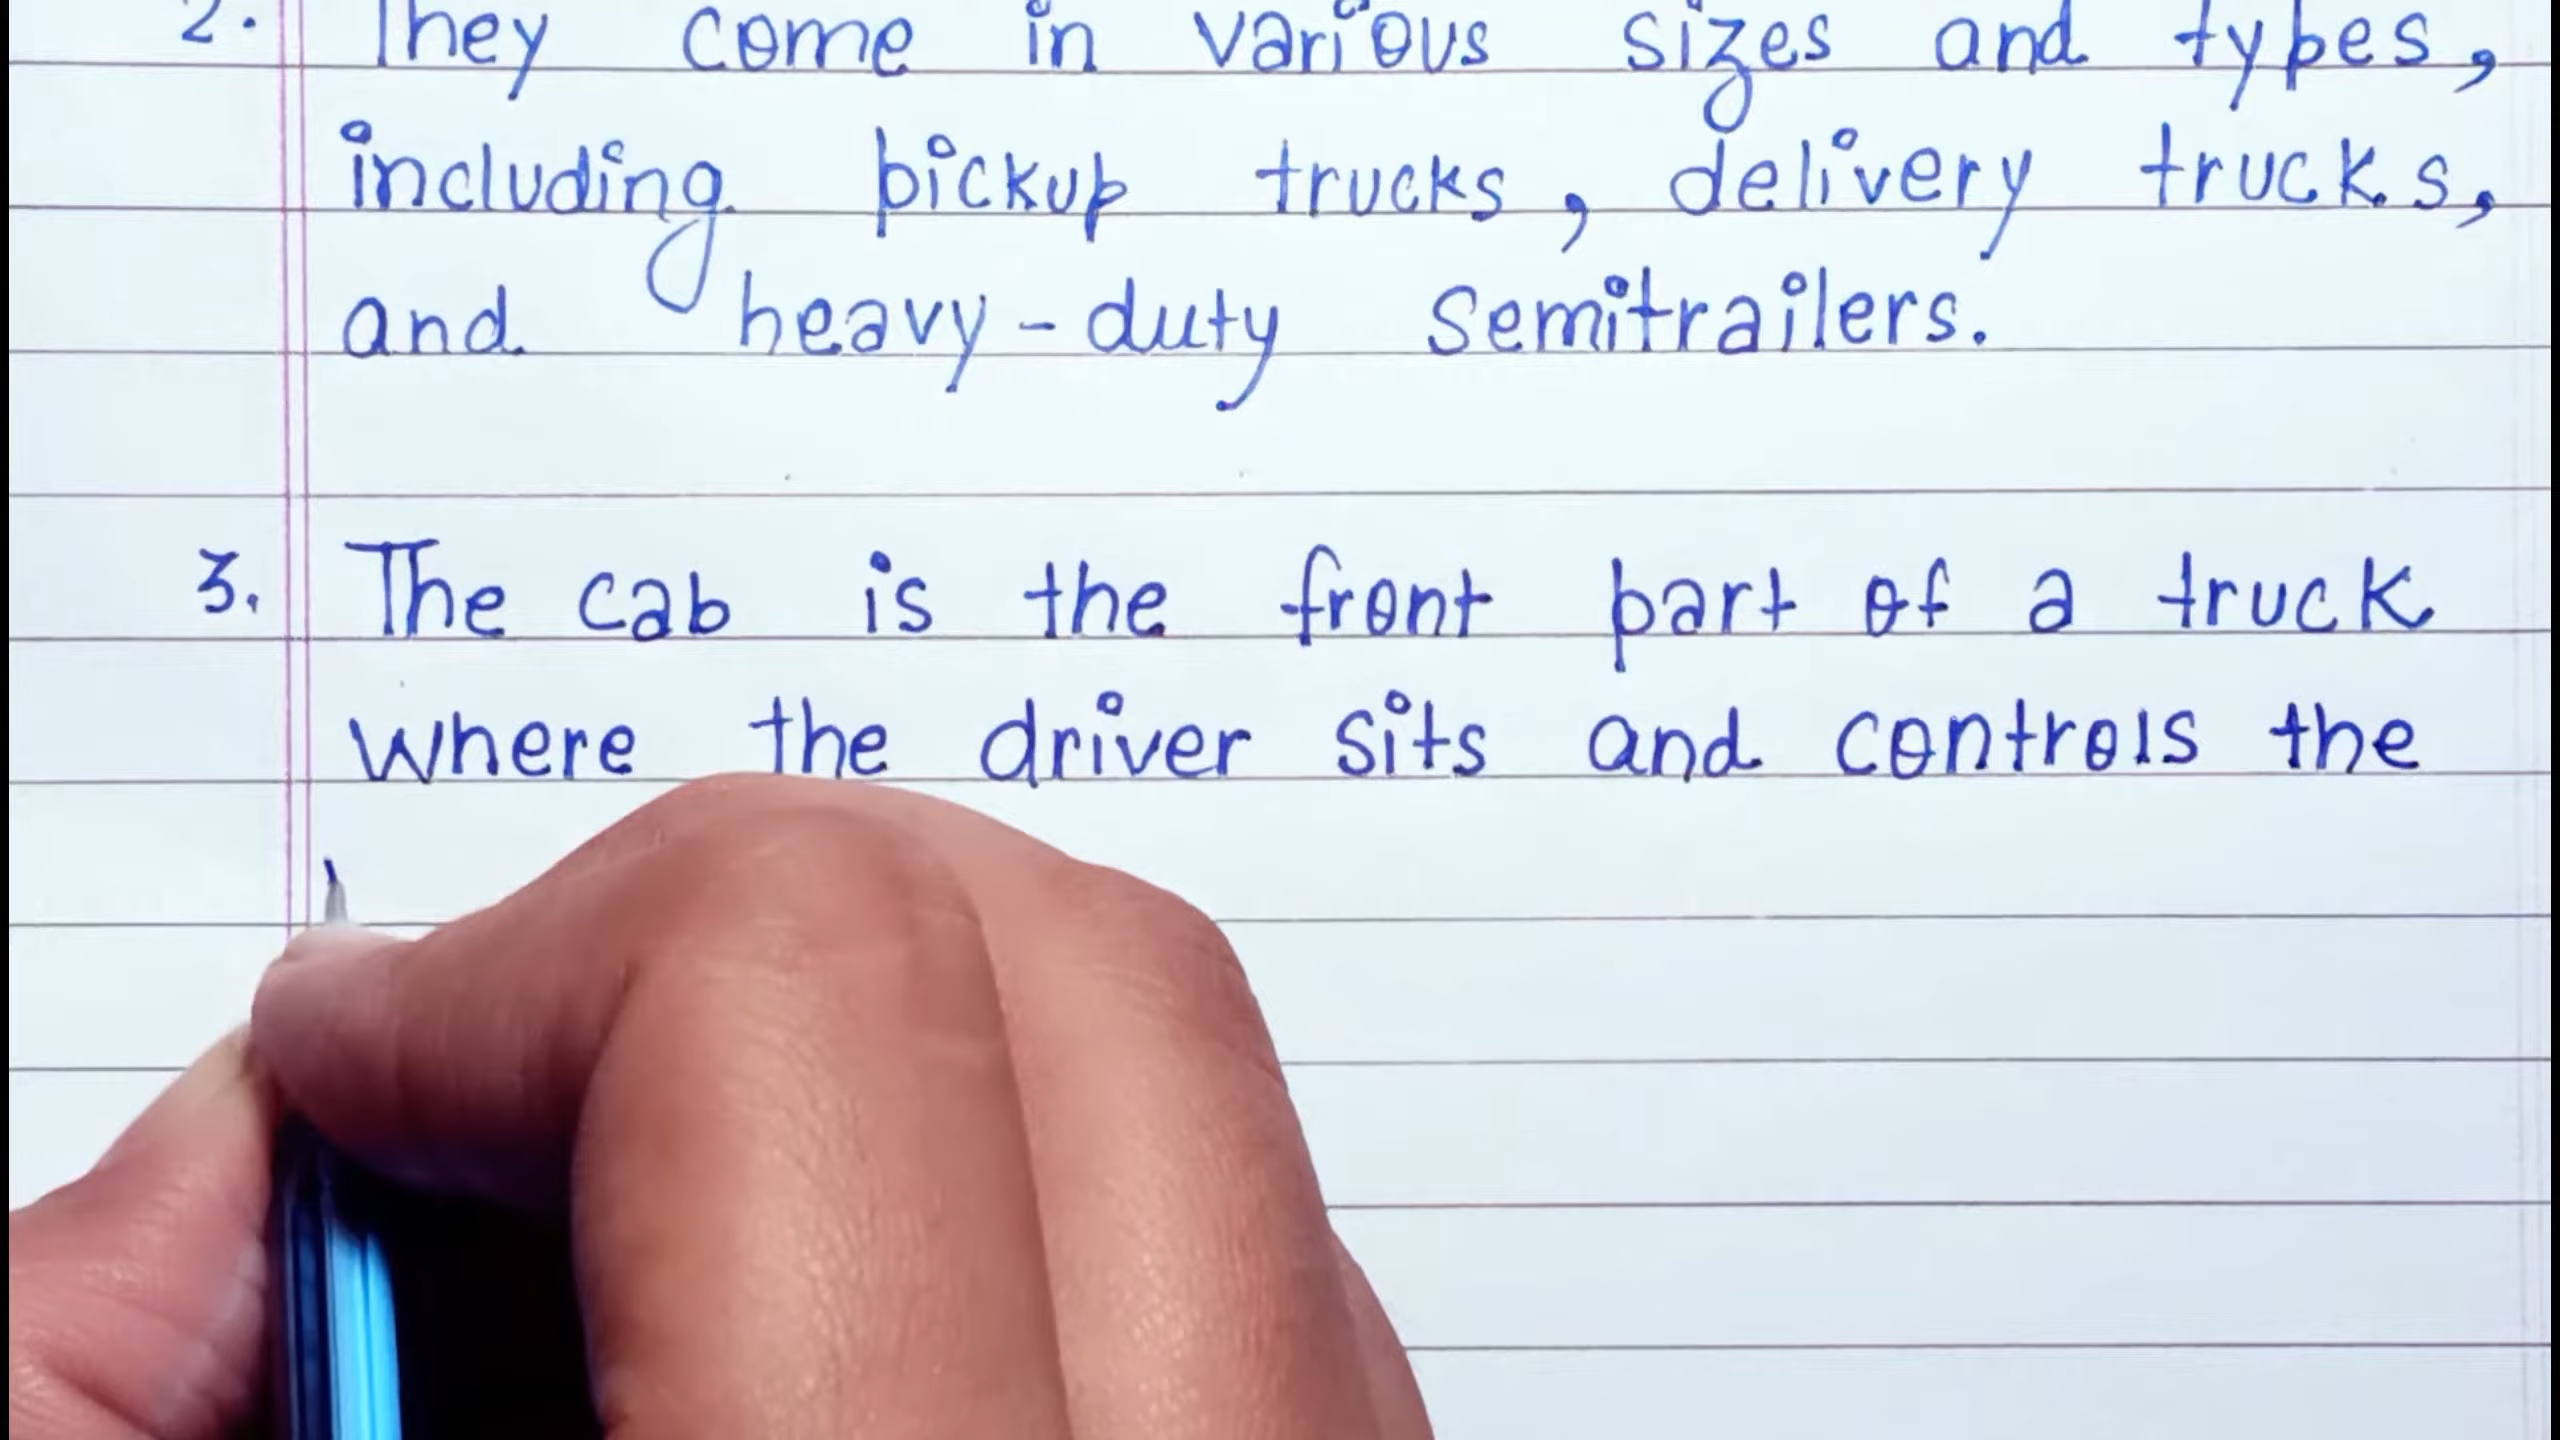 2. They come in various sizes and types,
including pickup trucks, delivery trucks,
and heavy-duty semitrailers.
3. The cab is the front part of a truck
where the driver sits and controls the